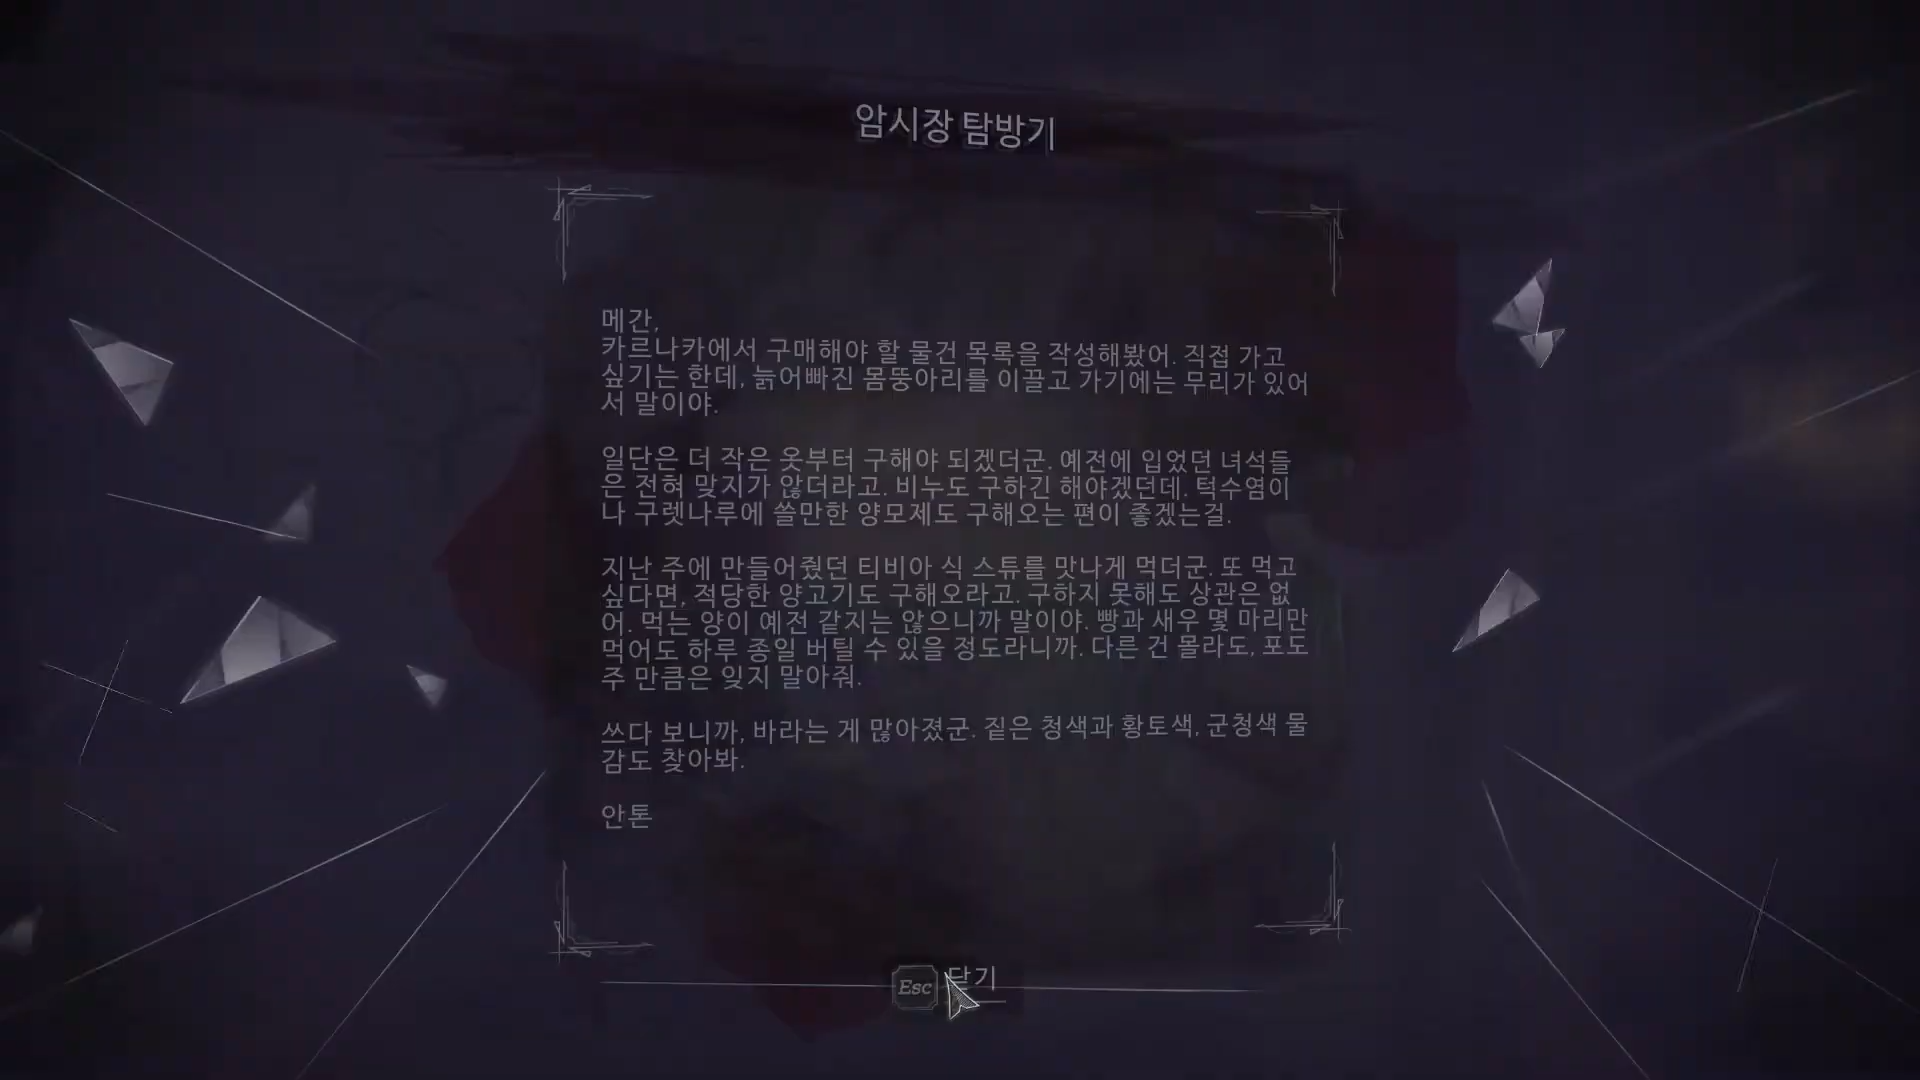 암시장 탐방기
메간,
카르나카에서 구매해야 할 물건 목록을 작성해봤어. 직접 가고
싶기는 한데, 늙어빠진 몸뚱아리를 이끌고 가기에는 무리가 있어
서 말이야.
일단은 더 작은 옷부터 구해야 되겠더군. 예전에 입었던 녀석들
은 전혀 맞지가 않더라고. 비누도 구하긴 해야겠던데. 턱수염이
나 구렛나루에 쓸만한 양모제도 구해오는 편이 좋겠는걸.
지난 주에 만들어줬던 티비아 식 스튜를 맛나게 먹더군. 또 먹고
싶다면, 적당한 양고기도 구해오라고. 구하지 못해도 상관은 없
어. 먹는 양이 예전 같지는 않으니까 말이야. 빵과 새우 몇 마리만
먹어도 하루 종일 버틸 수 있을 정도라니까. 다른 건 몰라도, 포도
주 만큼은 잊지 말아줘.
쓰다 보니까, 바라는 게 많아졌군. 짙은 청색과 황토색, 군청색 물
감도 찾아봐.
안톤
Esc 닫기